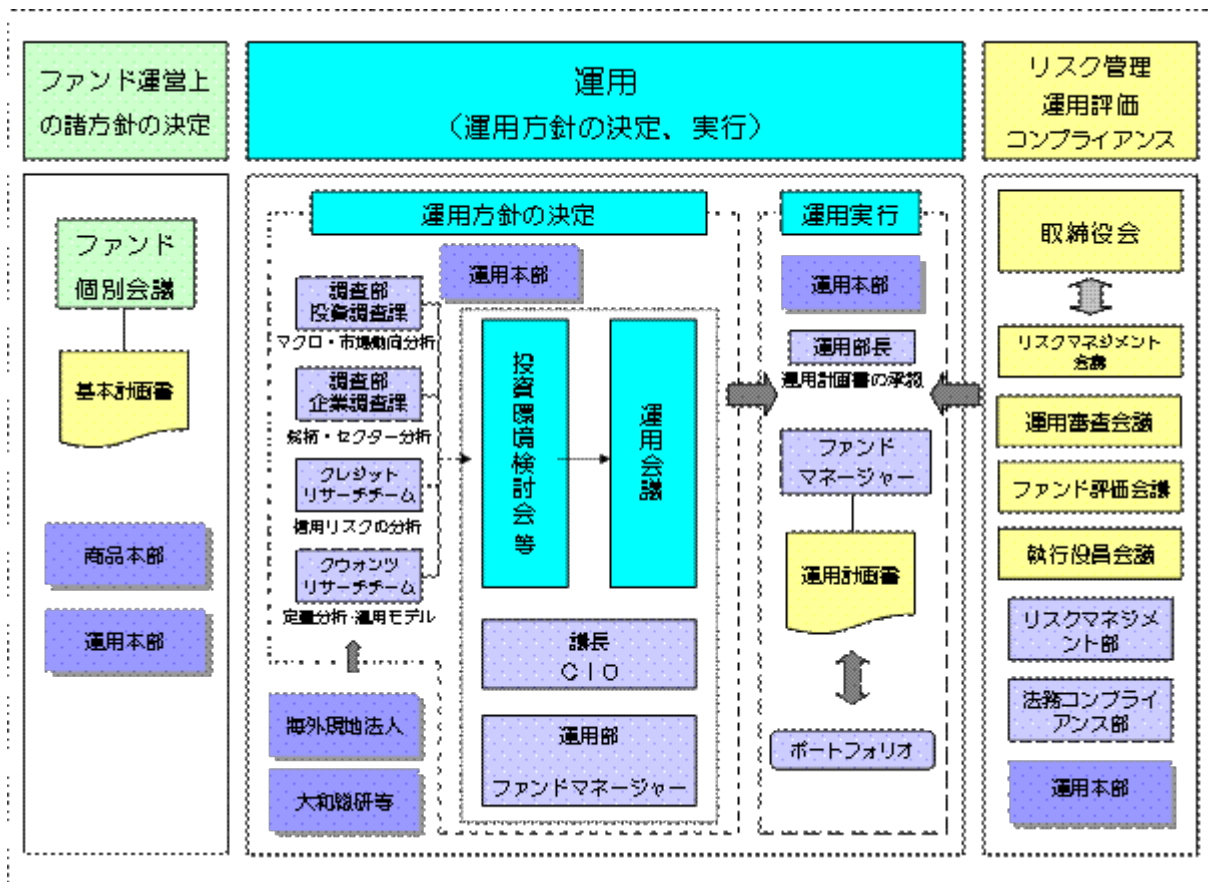 ファンド運営上
の諸方針の決定
運用
（運用方針の決定、実行）
リスク管理
運用評価
コンプライアンス
ファンド
個別会議
基本計画書
商品本部
運用本部
運用方針の決定
運用本部
調査部
投資調査課
マクロ・市場動向分析
調査部
企業調査課
銘柄・セクター分析
クレジット
リサーチチーム
信用リスクの分析
クウォンツ
リサーチチーム
定量分析・運用モデル
海外現地法人
大和総研等
投資環境検討会等
運用会議
議長
ＣＩＯ
運用部
ファンドマネージャー
運用実行
運用本部
運用部長
運用計画書の承認
ファンド
マネージャー
運用計画書
ポートフォリオ
取締役会
リスクマネジメント
会議
運用審査会議
ファンド評価会議
執行役員会議
リスクマネジメ
ント部
法務コンプライ
アンス部
運用本部